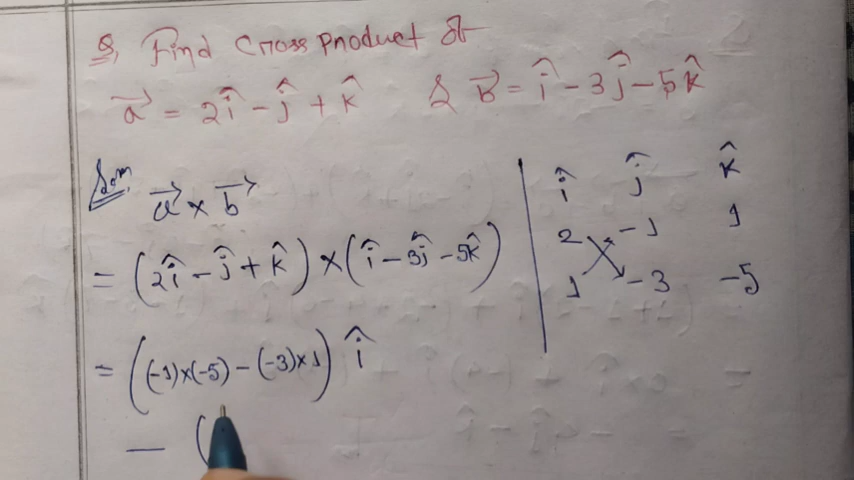 Q, Find Cross Product of
a⃗ = 2î - ĵ + k̂ & b⃗ = î - 3ĵ - 5k̂
Soln,
a⃗ × b⃗
= (2î - ĵ + k̂) × (î - 3ĵ - 5k̂)
= ((-1)×(-5) - (-3)×1) î
- (
î ĵ k̂
2 -1 1
1 -3 -5